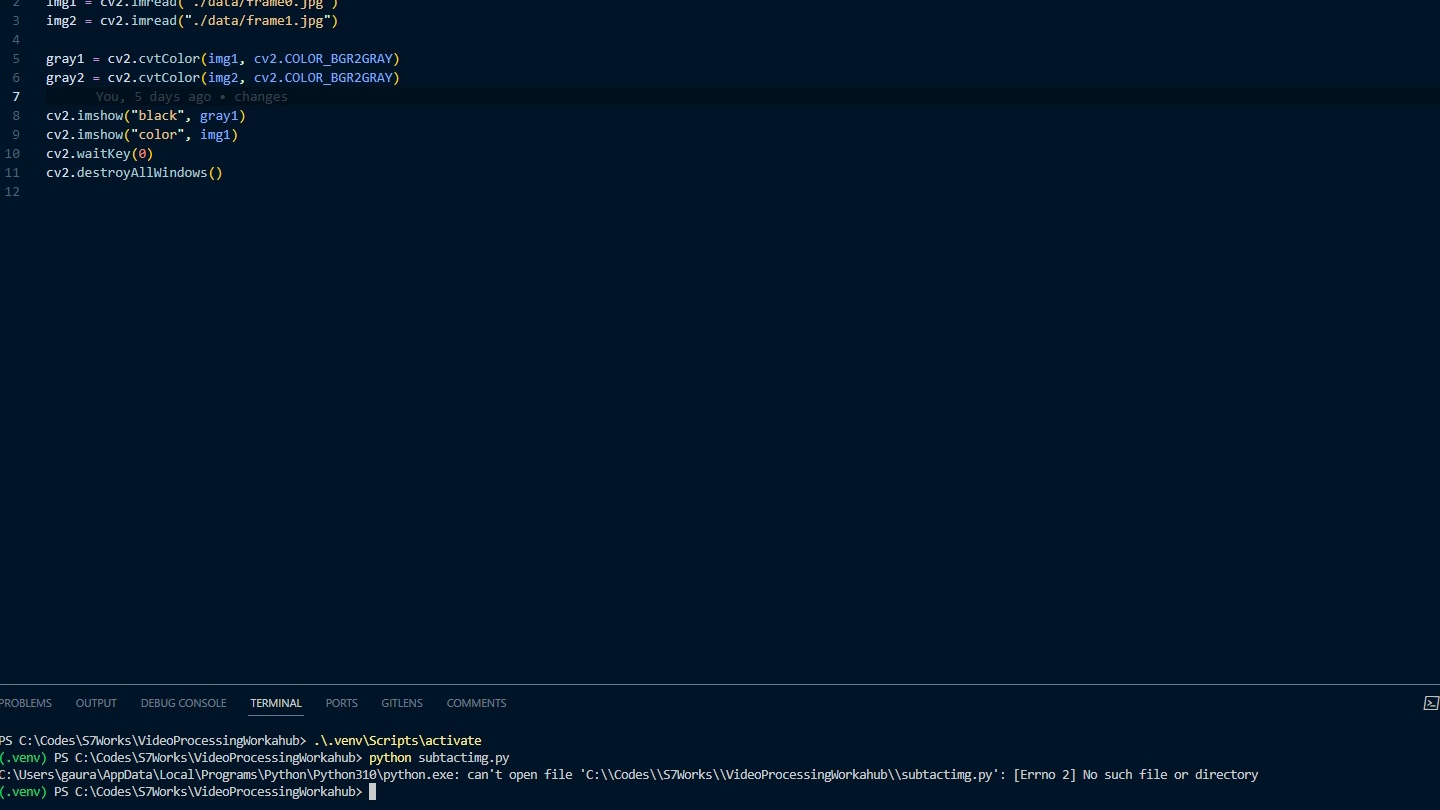 2 img1 = cv2.imread("./data/frame0.jpg")
3 img2 = cv2.imread("./data/frame1.jpg")
4
5 gray1 = cv2.cvtColor(img1, cv2.COLOR_BGR2GRAY)
6 gray2 = cv2.cvtColor(img2, cv2.COLOR_BGR2GRAY)
7 You, 5 days ago • changes
8 cv2.imshow("black", gray1)
9 cv2.imshow("color", img1)
10 cv2.waitKey(0)
11 cv2.destroyAllWindows()
12
PROBLEMS OUTPUT DEBUG CONSOLE TERMINAL PORTS GITLENS COMMENTS
PS C:\Codes\S7Works\VideoProcessingWorkahub> .\.venv\Scripts\activate
(.venv) PS C:\Codes\S7Works\VideoProcessingWorkahub> python subtactimg.py
C:\Users\gaura\AppData\Local\Programs\Python\Python310\python.exe: can't open file 'C:\\Codes\\S7Works\\VideoProcessingWorkahub\\subtactimg.py': [Errno 2] No such file or directory
(.venv) PS C:\Codes\S7Works\VideoProcessingWorkahub>